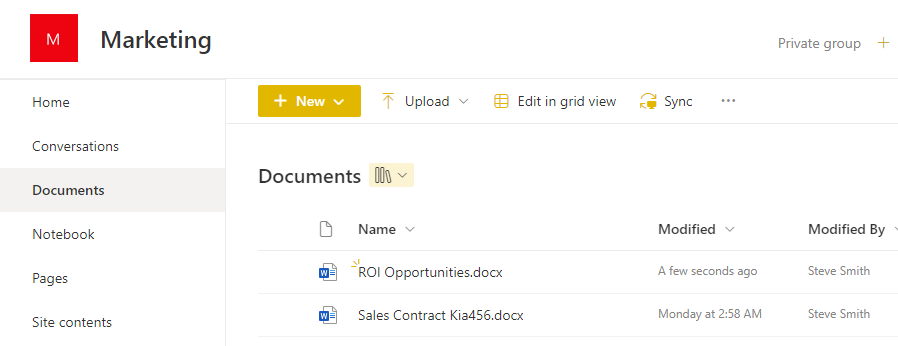 M Marketing
Private group
Home
Conversations
Documents
Notebook
Pages
Site contents
New Upload Edit in grid view Sync
Documents
Name Modified Modified By
ROI Opportunities.docx A few seconds ago Steve Smith
Sales Contract Kia456.docx Monday at 2:58 AM Steve Smith